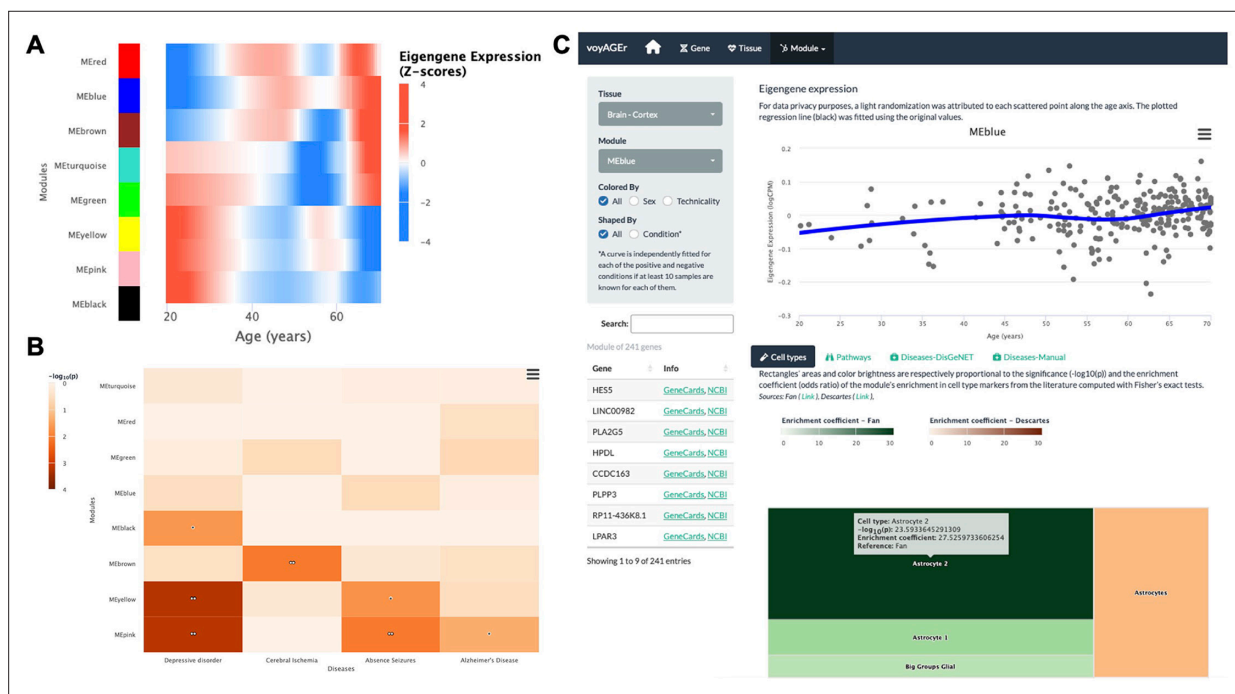 A
Modules
MEred
MEblue
MEbrown
MEturquoise
MEgreen
MEyellow
MEpink
MEblack
20
40
60
Age (years)
Eigengene Expression
(Z-scores)
4
2
0
−2
−4
B
−log10(p)
0
1
2
3
4
Modules
MEturquoise
MEred
MEgreen
MEblue
MEblack
MEbrown
MEyellow
MEpink
*
**
**
*
**
**
*
Depressive disorder
Cerebral Ischemia
Absence Seizures
Alzheimer's Disease
Diseases
C
voyAGEr
Gene
Tissue
Module
Tissue
Brain - Cortex
Module
MEblue
Colored By
All Sex Technicality
Shaped By
All Condition*
*A curve is independently fitted for
each of the positive and negative
conditions if at least 10 samples are
known for each of them.
Search:
Module of 241 genes
Gene Info
HES5 GeneCards, NCBI
LINC00982 GeneCards, NCBI
PLA2G5 GeneCards, NCBI
HPDL GeneCards, NCBI
CCDC163 GeneCards, NCBI
PLPP3 GeneCards, NCBI
RP11-436K8.1 GeneCards, NCBI
LPAR3 GeneCards, NCBI
Showing 1 to 9 of 241 entries
Eigengene expression
For data privacy purposes, a light randomization was attributed to each scattered point along the age axis. The plotted
regression line (black) was fitted using the original values.
MEblue
Eigengene Expression (logCPM)
0.2
0.1
0
−0.1
−0.2
−0.3
20 25 30 35 40 45 50 55 60 65 70
Age (years)
Cell types
Pathways
Diseases-DisGeNET
Diseases-Manual
Rectangles' areas and color brightness are respectively proportional to the significance (-log10(p)) and the enrichment
coefficient (odds ratio) of the module's enrichment in cell type markers from the literature computed with Fisher's exact tests.
Sources: Fan ( Link ), Descartes ( Link ),
Enrichment coefficient – Fan
0 10 20 30
Enrichment coefficient – Descartes
0 10 20 30
Cell type: Astrocyte 2
−log10(p): 23.5933645291309
Enrichment coefficient: 27.5259733606254
Reference: Fan
Astrocyte 2
Astrocytes
Astrocyte 1
Big Groups Glial